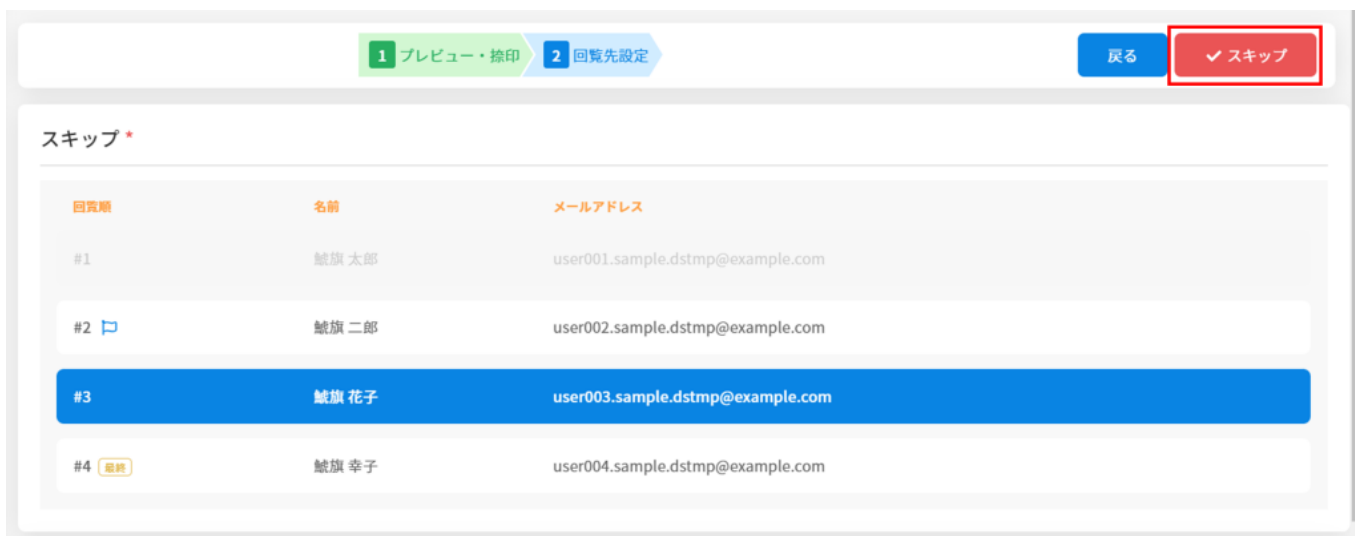 1 プレビュー・捺印 2 回覧先設定 戻る ✓ スキップ
スキップ *
回覧順 名前 メールアドレス
#1 鯱旗 太郎 user001.sample.dstmp@example.com
#2 鯱旗 二郎 user002.sample.dstmp@example.com
#3 鯱旗 花子 user003.sample.dstmp@example.com
#4 最終 鯱旗 幸子 user004.sample.dstmp@example.com